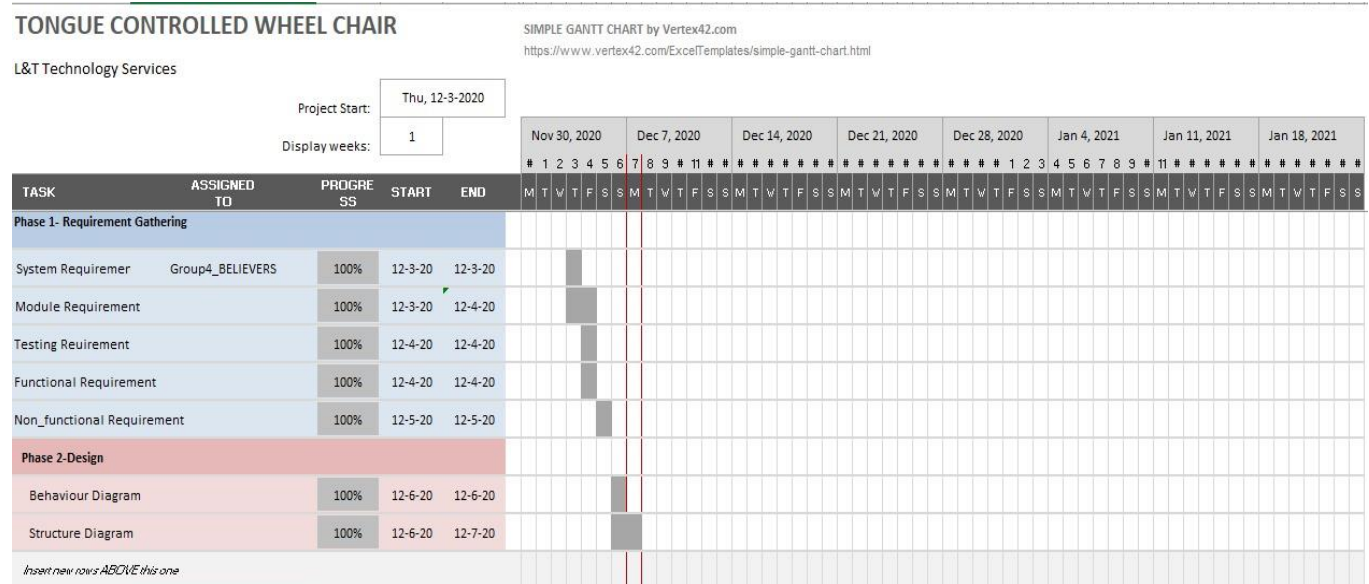 TONGUE CONTROLLED WHEEL CHAIR
SIMPLE GANTT CHART by Vertex42.com
https://www.vertex42.com/ExcelTemplates/simple-gantt-chart.html
L&T Technology Services
Project Start: Thu, 12-3-2020
Display weeks: 1
Nov 30, 2020 Dec 7, 2020 Dec 14, 2020 Dec 21, 2020 Dec 28, 2020 Jan 4, 2021 Jan 11, 2021 Jan 18, 2021
# 1 2 3 4 5 6 7 8 9 # 11 # # # # # # # # # # # # # # # # # # # # 1 2 3 4 5 6 7 8 9 # 11 # # # # # # # # # # # # #
TASK ASSIGNED TO PROGRESS START END M T W T F S S M T W T F S S M T W T F S S M T W T F S S M T W T F S S M T W T F S S M T W T F S S M T W T F S S
Phase 1- Requirement Gathering
System Requiremer Group4_BELIEVERS 100% 12-3-20 12-3-20
Module Requirement 100% 12-3-20 12-4-20
Testing Reuirement 100% 12-4-20 12-4-20
Functional Requirement 100% 12-4-20 12-4-20
Non_functional Requirement 100% 12-5-20 12-5-20
Phase 2-Design
Behaviour Diagram 100% 12-6-20 12-6-20
Structure Diagram 100% 12-6-20 12-7-20
Insert new rows ABOVE this one